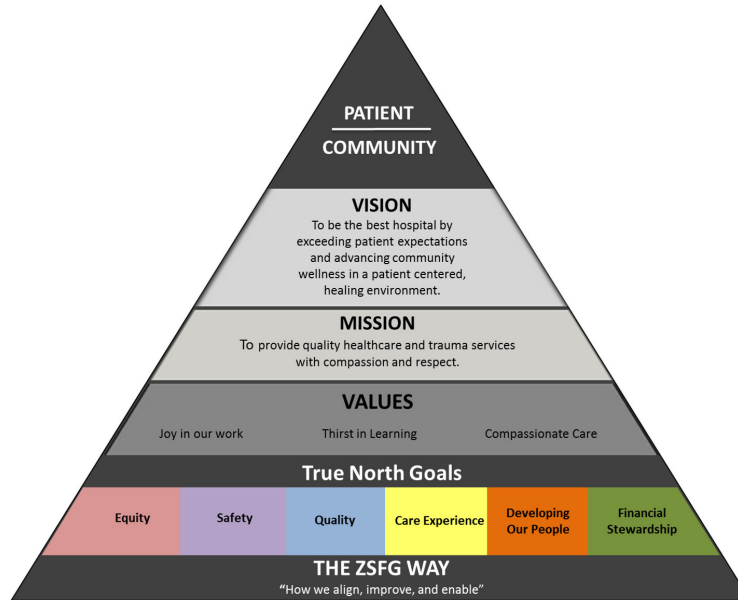 PATIENT
COMMUNITY
VISION
To be the best hospital by
exceeding patient expectations
and advancing community
wellness in a patient centered,
healing environment.
MISSION
To provide quality healthcare and trauma services
with compassion and respect.
VALUES
Joy in our work Thirst in Learning Compassionate Care
True North Goals
Equity Safety Quality Care Experience Developing Our People Financial Stewardship
THE ZSFG WAY
“How we align, improve, and enable”